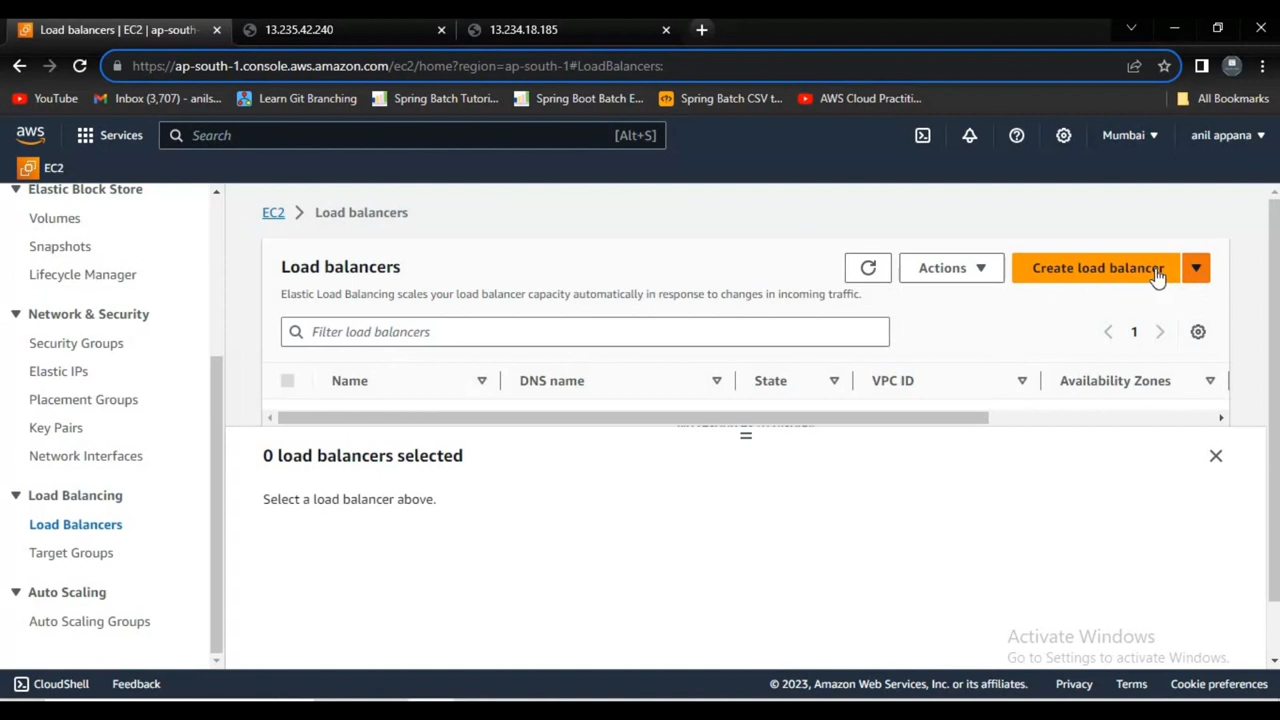 Load balancers | EC2 | ap-south-
13.235.42.240
13.234.18.185
https://ap-south-1.console.aws.amazon.com/ec2/home?region=ap-south-1#LoadBalancers:
YouTube
Inbox (3,707) - anils...
Learn Git Branching
Spring Batch Tutori...
Spring Boot Batch E...
Spring Batch CSV t...
AWS Cloud Practiti...
All Bookmarks
aws
Services
Search
[Alt+S]
Mumbai
anil appana
EC2
Elastic Block Store
Volumes
Snapshots
Lifecycle Manager
Network & Security
Security Groups
Elastic IPs
Placement Groups
Key Pairs
Network Interfaces
Load Balancing
Load Balancers
Target Groups
Auto Scaling
Auto Scaling Groups
EC2 > Load balancers
Load balancers
Actions
Create load balancer
Elastic Load Balancing scales your load balancer capacity automatically in response to changes in incoming traffic.
Filter load balancers
1
Name
DNS name
State
VPC ID
Availability Zones
0 load balancers selected
Select a load balancer above.
Activate Windows
Go to Settings to activate Windows.
CloudShell
Feedback
© 2023, Amazon Web Services, Inc. or its affiliates.
Privacy
Terms
Cookie preferences